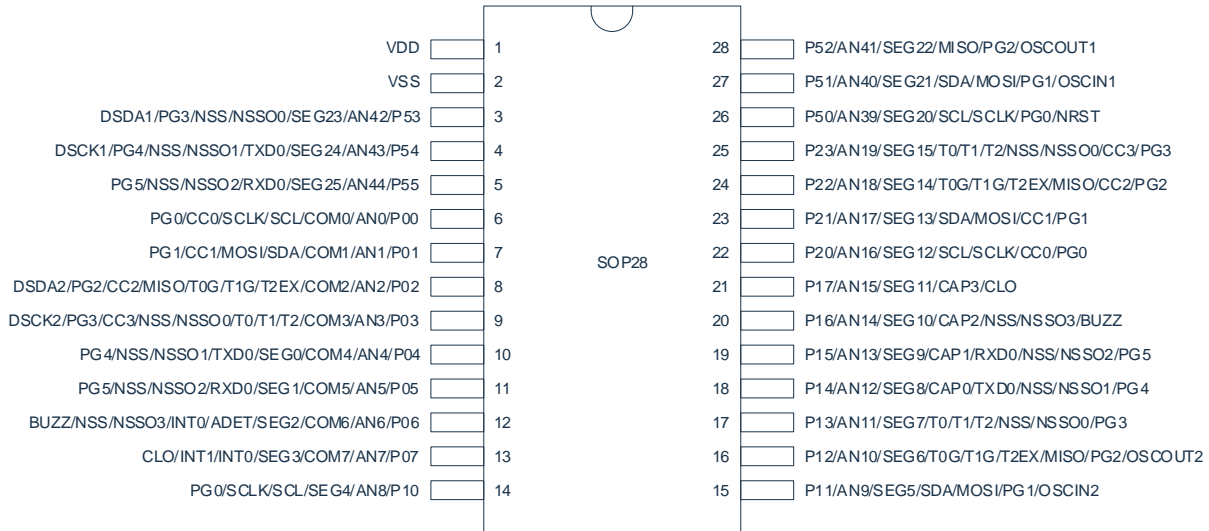 VDD 1 28 P52/AN41/SEG22/MISO/PG2/OSCOUT1
VSS 2 27 P51/AN40/SEG21/SDA/MOSI/PG1/OSCIN1
DSDA1/PG3/NSS/NSSO0/SEG23/AN42/P53 3 26 P50/AN39/SEG20/SCL/SCLK/PG0/NRST
DSCK1/PG4/NSS/NSSO1/TXD0/SEG24/AN43/P54 4 25 P23/AN19/SEG15/T0/T1/T2/NSS/NSSO0/CC3/PG3
PG5/NSS/NSSO2/RXD0/SEG25/AN44/P55 5 24 P22/AN18/SEG14/T0G/T1G/T2EX/MISO/CC2/PG2
PG0/CC0/SCLK/SCL/COM0/AN0/P00 6 23 P21/AN17/SEG13/SDA/MOSI/CC1/PG1
PG1/CC1/MOSI/SDA/COM1/AN1/P01 7 22 P20/AN16/SEG12/SCL/SCLK/CC0/PG0
SOP28
DSDA2/PG2/CC2/MISO/T0G/T1G/T2EX/COM2/AN2/P02 8 21 P17/AN15/SEG11/CAP3/CLO
DSCK2/PG3/CC3/NSS/NSSO0/T0/T1/T2/COM3/AN3/P03 9 20 P16/AN14/SEG10/CAP2/NSS/NSSO3/BUZZ
PG4/NSS/NSSO1/TXD0/SEG0/COM4/AN4/P04 10 19 P15/AN13/SEG9/CAP1/RXD0/NSS/NSSO2/PG5
PG5/NSS/NSSO2/RXD0/SEG1/COM5/AN5/P05 11 18 P14/AN12/SEG8/CAP0/TXD0/NSS/NSSO1/PG4
BUZZ/NSS/NSSO3/INT0/ADET/SEG2/COM6/AN6/P06 12 17 P13/AN11/SEG7/T0/T1/T2/NSS/NSSO0/PG3
CLO/INT1/INT0/SEG3/COM7/AN7/P07 13 16 P12/AN10/SEG6/T0G/T1G/T2EX/MISO/PG2/OSCOUT2
PG0/SCLK/SCL/SEG4/AN8/P10 14 15 P11/AN9/SEG5/SDA/MOSI/PG1/OSCIN2